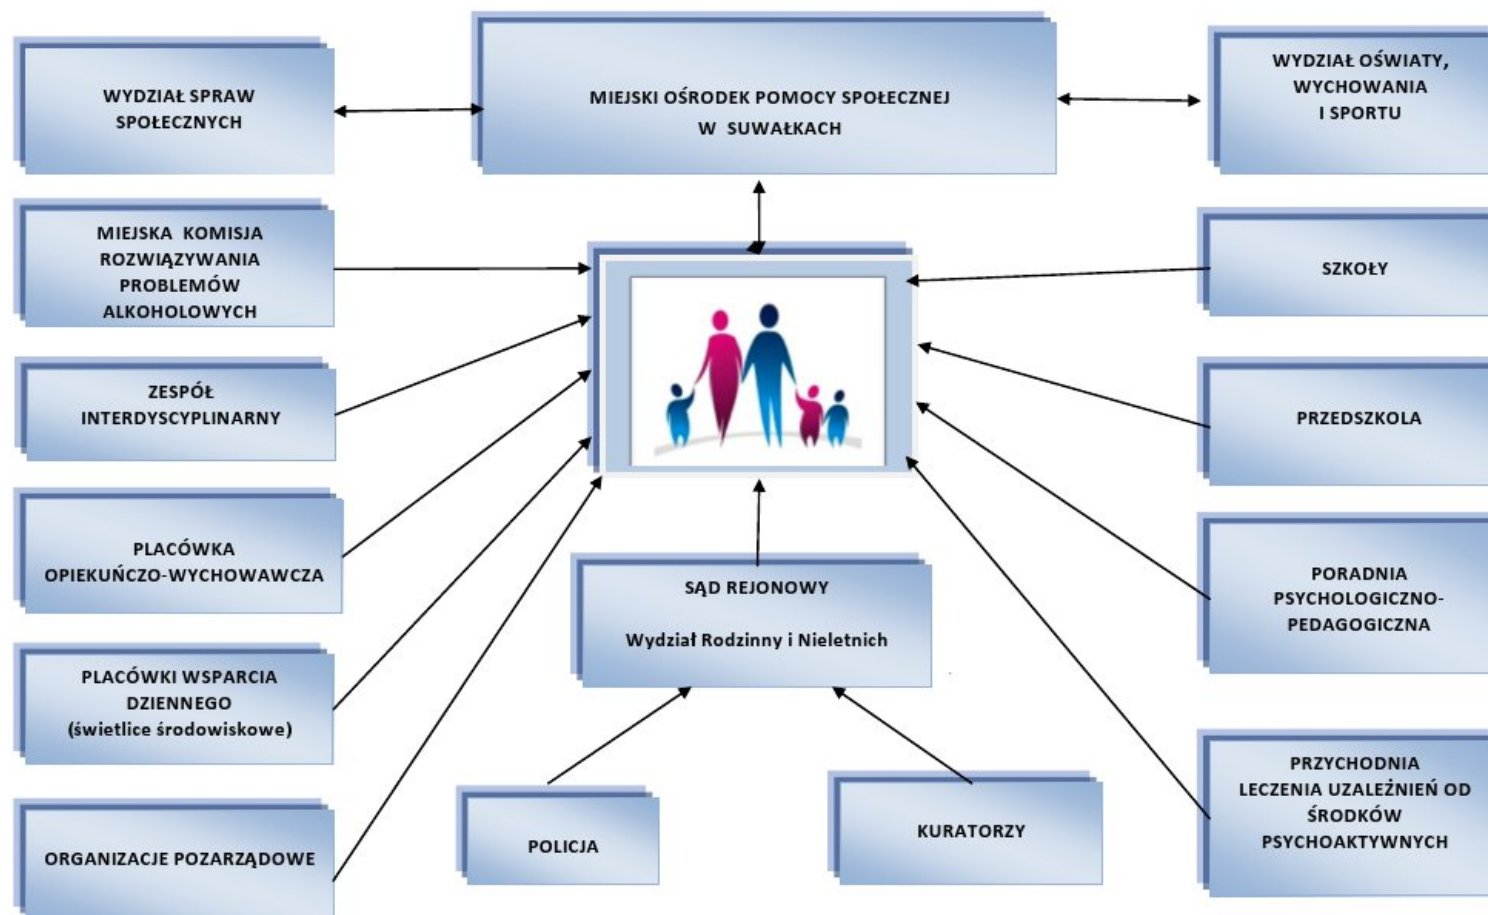 WYDZIAŁ SPRAW
SPOŁECZNYCH
MIEJSKI OŚRODEK POMOCY SPOŁECZNEJ
W SUWAŁKACH
WYDZIAŁ OŚWIATY,
WYCHOWANIA
I SPORTU
MIEJSKA KOMISJA
ROZWIĄZYWANIA
PROBLEMÓW
ALKOHOLOWYCH
SZKOŁY
ZESPÓŁ
INTERDYSCYPLINARNY
PRZEDSZKOLA
PLACÓWKA
OPIEKUŃCZO-WYCHOWAWCZA
SĄD REJONOWY
Wydział Rodzinny i Nieletnich
PORADNIA
PSYCHOLOGICZNO-
PEDAGOGICZNA
PLACÓWKI WSPARCIA
DZIENNEGO
(świetlice środowiskowe)
PRZYCHODNIA
LECZENIA UZALEŻNIEŃ OD
ŚRODKÓW
PSYCHOAKTYWNYCH
ORGANIZACJE POZARZĄDOWE
POLICJA
KURATORZY